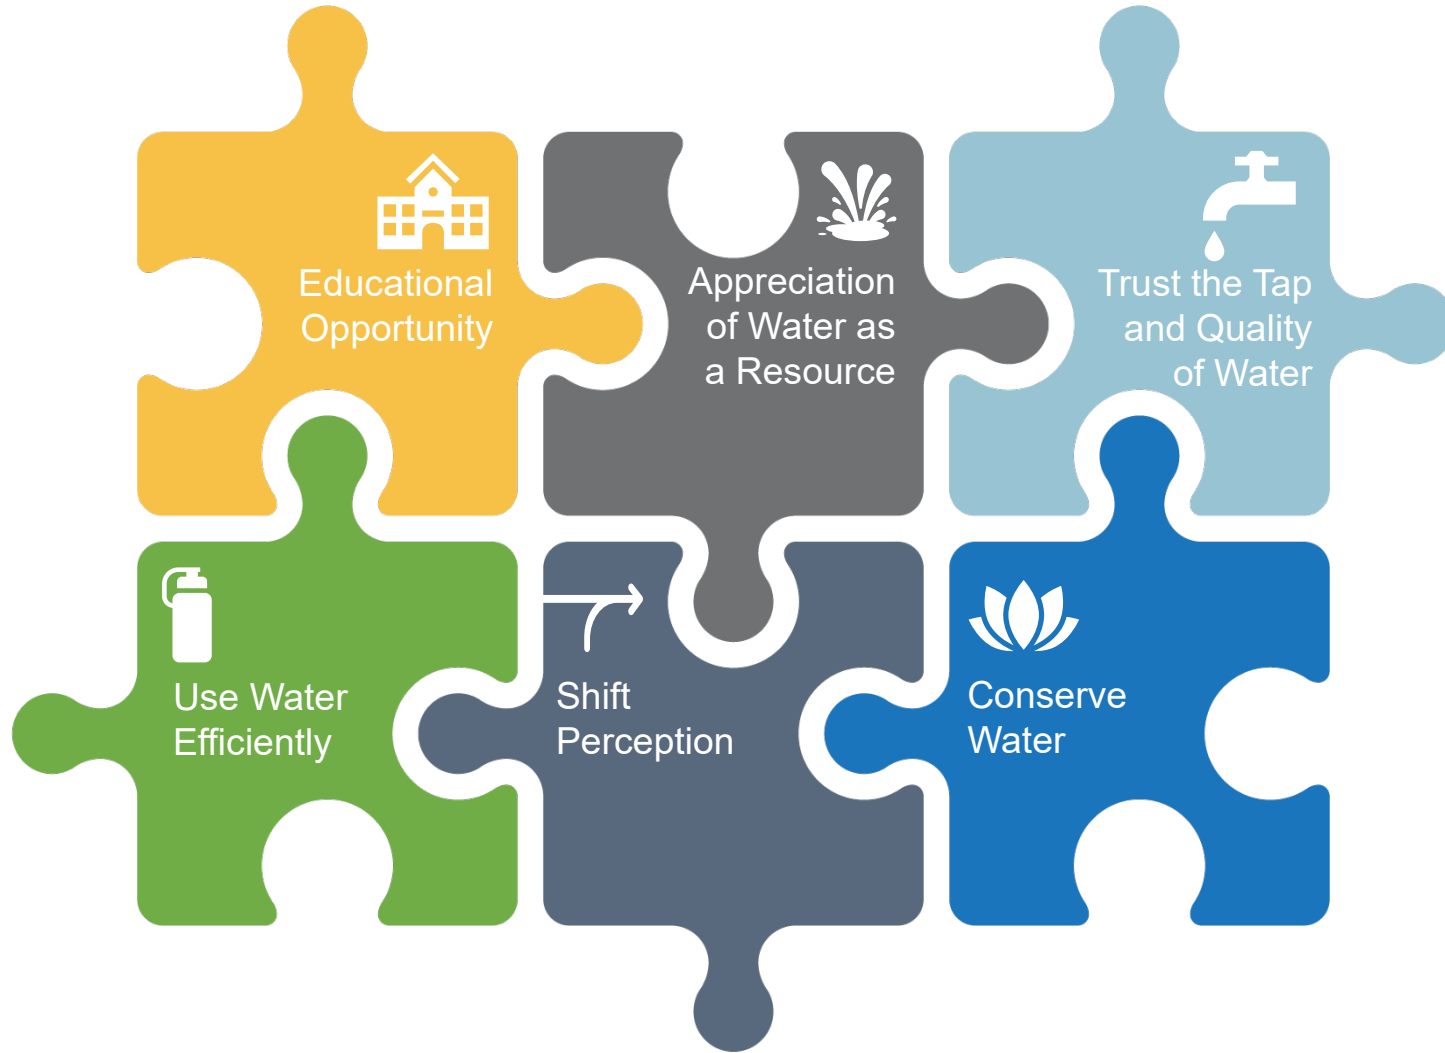 Educational
Opportunity
Appreciation
of Water as
a Resource
Trust the Tap
and Quality
of Water
Use Water
Efficiently
Shift
Perception
Conserve
Water